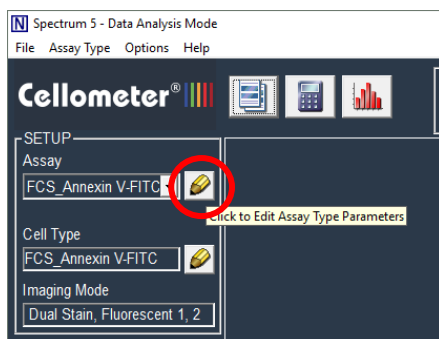 N Spectrum 5 - Data Analysis Mode
File Assay Type Options Help
Cellometer®
SETUP
Assay
FCS_Annexin V-FITC
Click to Edit Assay Type Parameters
Cell Type
FCS_Annexin V-FITC
Imaging Mode
Dual Stain, Fluorescent 1, 2